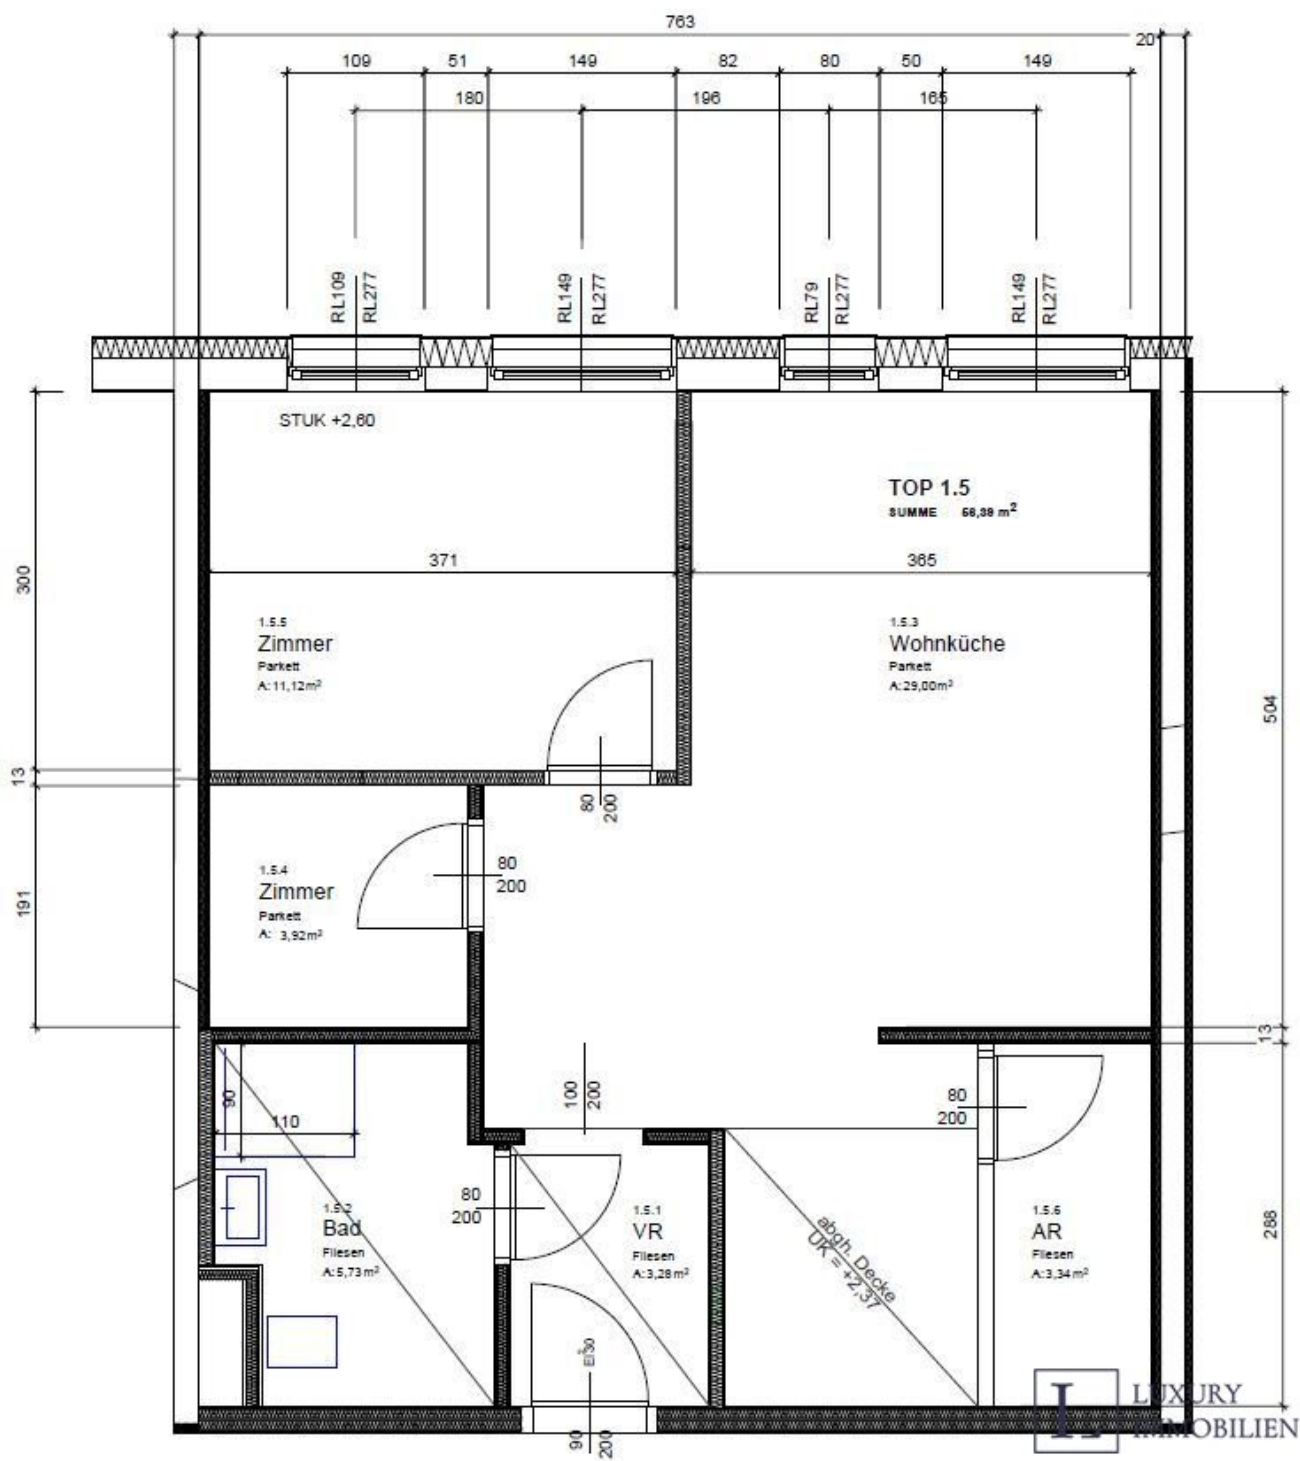 763
20
109 51 149 82 80 50 149
180 196 165
RL109
RL277
RL149
RL277
RL79
RL277
RL149
RL277
STUK +2,60
TOP 1.5
SUMME 56,39 m²
371
365
300
1.5.5
Zimmer
Parkett
A: 11,12m²
1.5.3
Wohnküche
Parkett
A: 29,00m²
504
13
80
200
191
1.5.4
Zimmer
Parkett
A: 3,92m²
80
200
13
90
110
100
200
80
200
1.5.2
Bad
Fliesen
A: 5,73m²
80
200
1.5.1
VR
Fliesen
A: 3,28m²
abgh. Decke
UK = +2,37
1.5.6
AR
Fliesen
A: 3,34m²
288
EI²30
90
200
L
LUXURY
IMMOBILIEN